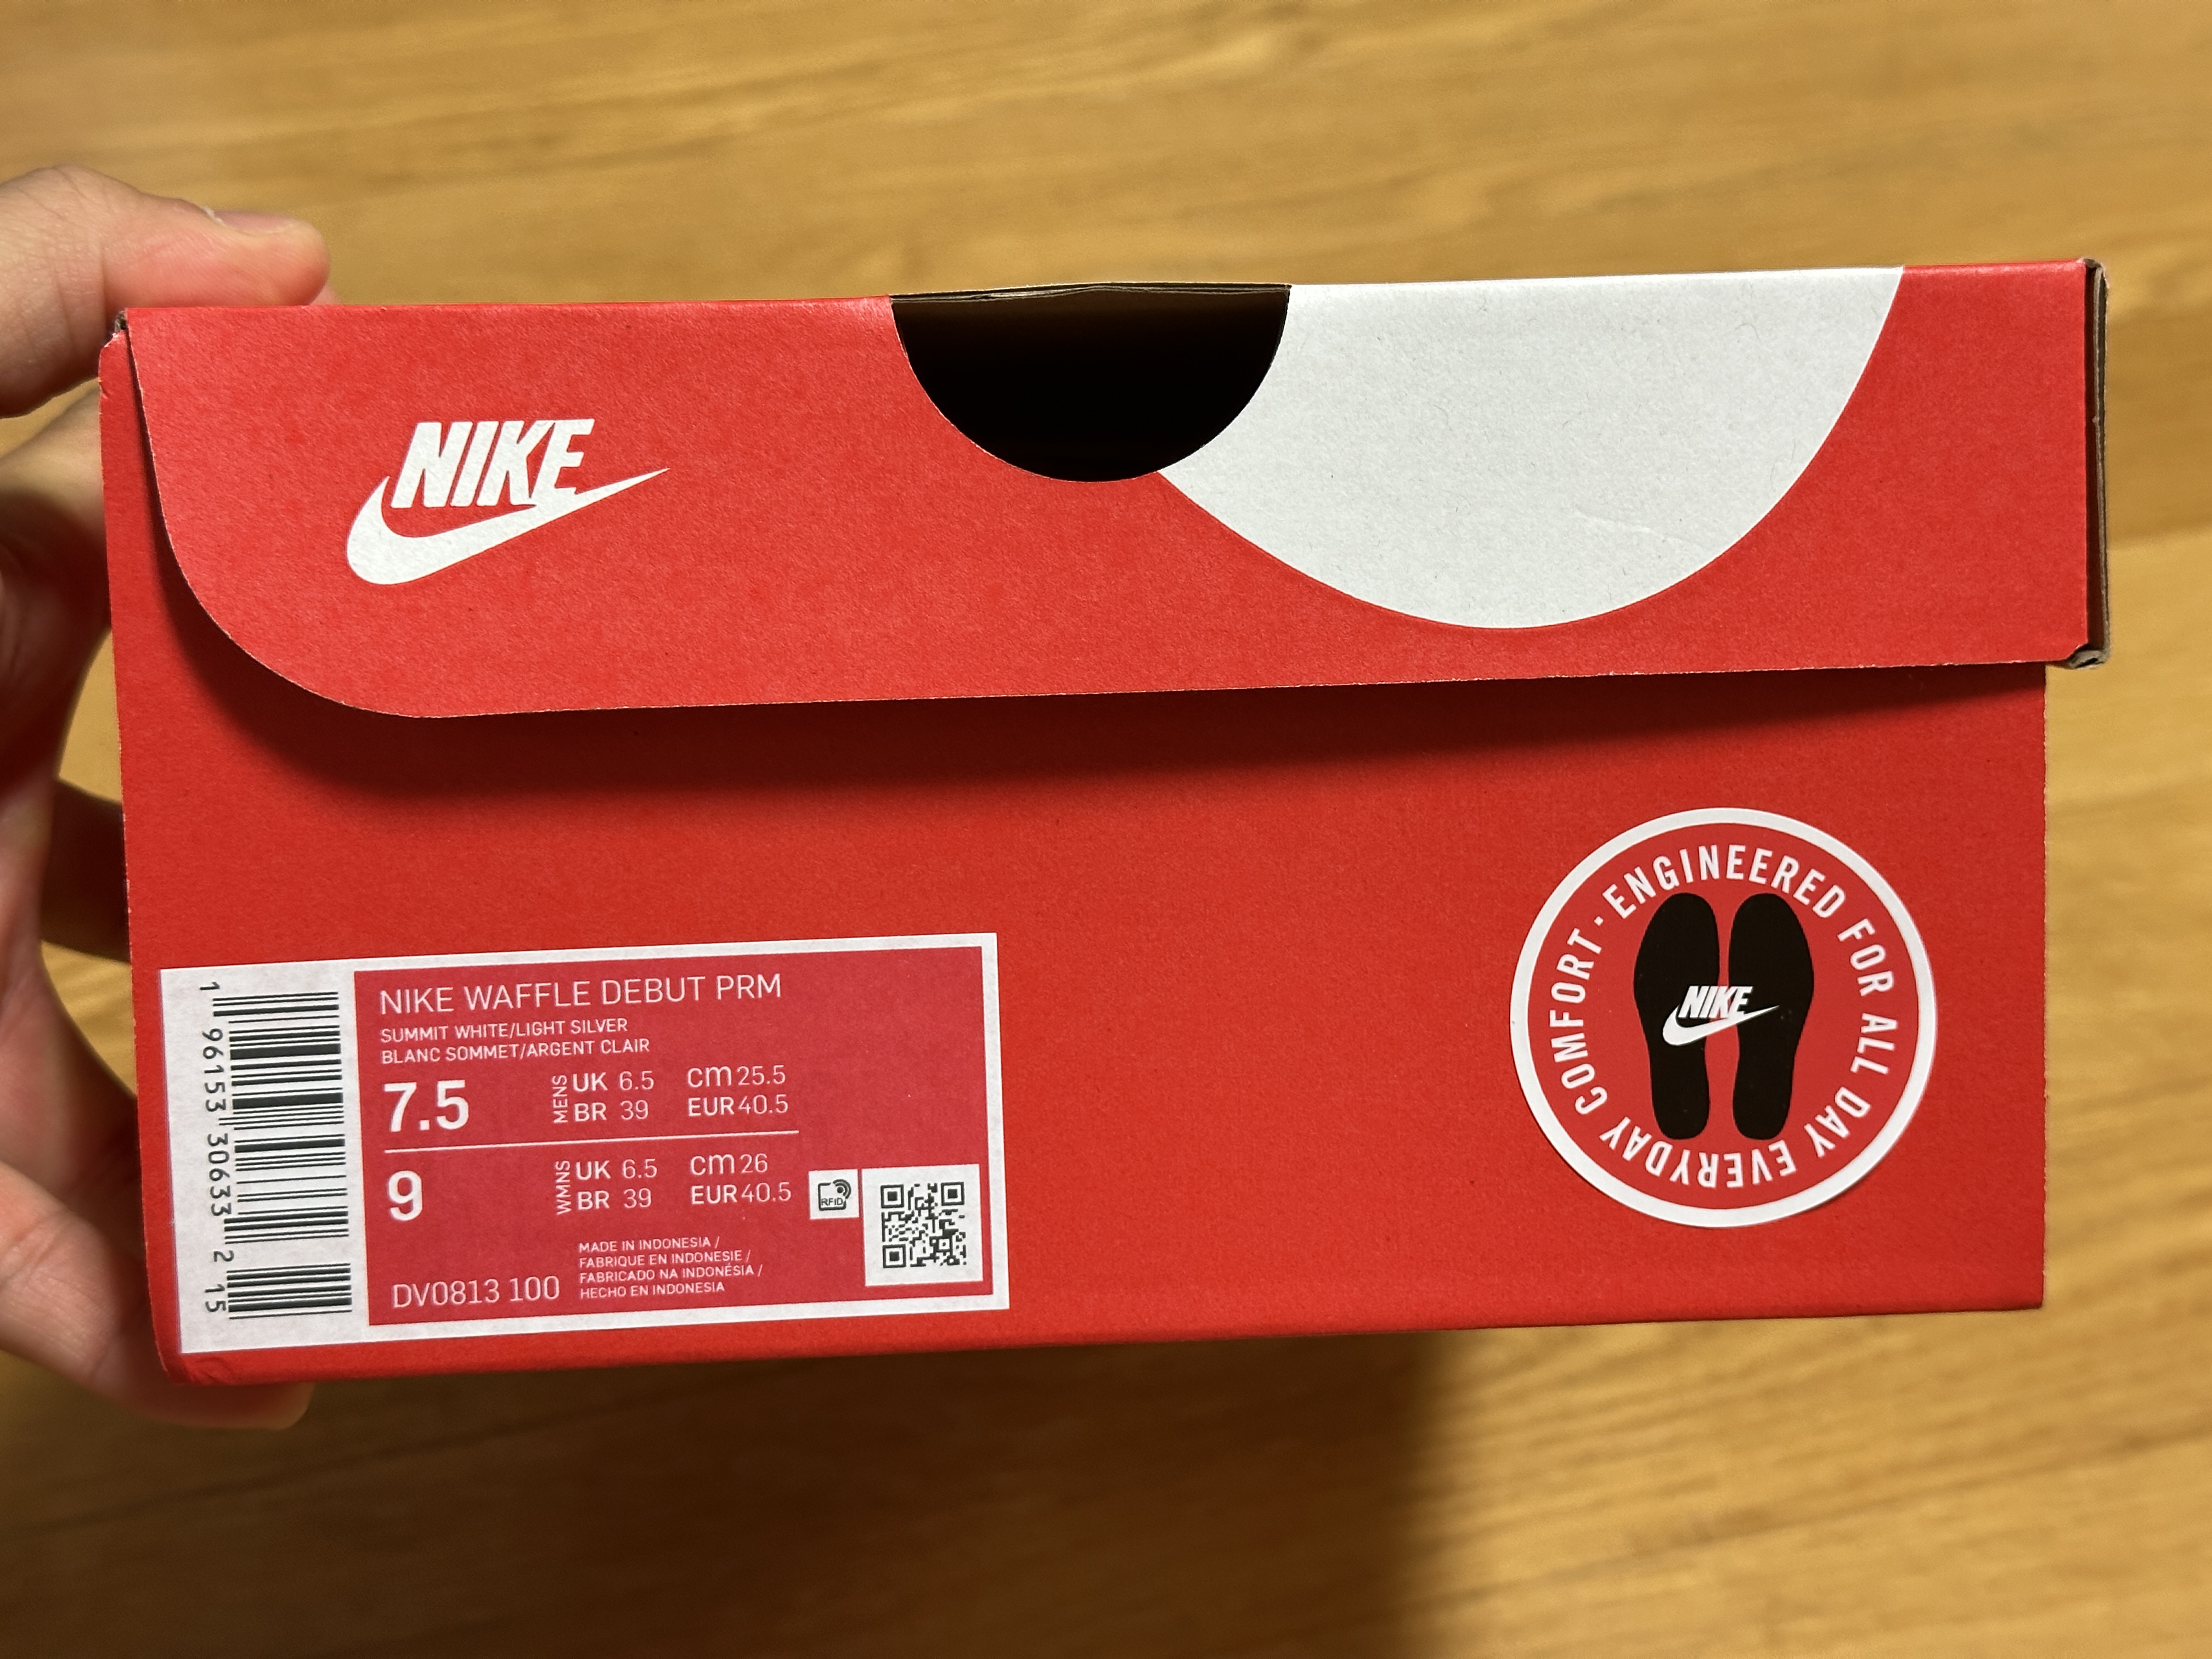 NIKE
ENGINEERED FOR ALL DAY EVERYDAY COMFORT ·
NIKE
1 96153 30633 2 15
NIKE WAFFLE DEBUT PRM
SUMMIT WHITE/LIGHT SILVER
BLANC SOMMET/ARGENT CLAIR
7.5 MENS UK 6.5 cm 25.5
BR 39 EUR 40.5
9 WMNS UK 6.5 cm 26
BR 39 EUR 40.5
RFID
MADE IN INDONESIA /
FABRIQUE EN INDONESIE /
FABRICADO NA INDONÉSIA /
HECHO EN INDONESIA
DV0813 100